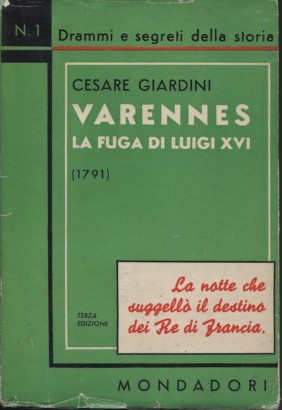 N. 1
Drammi e segreti della storia
CESARE GIARDINI
VARENNES
LA FUGA DI LUIGI XVI
(1791)
La notte che
suggellò il destino
dei Re di Francia.
TERZA
EDIZIONE
MONDADORI